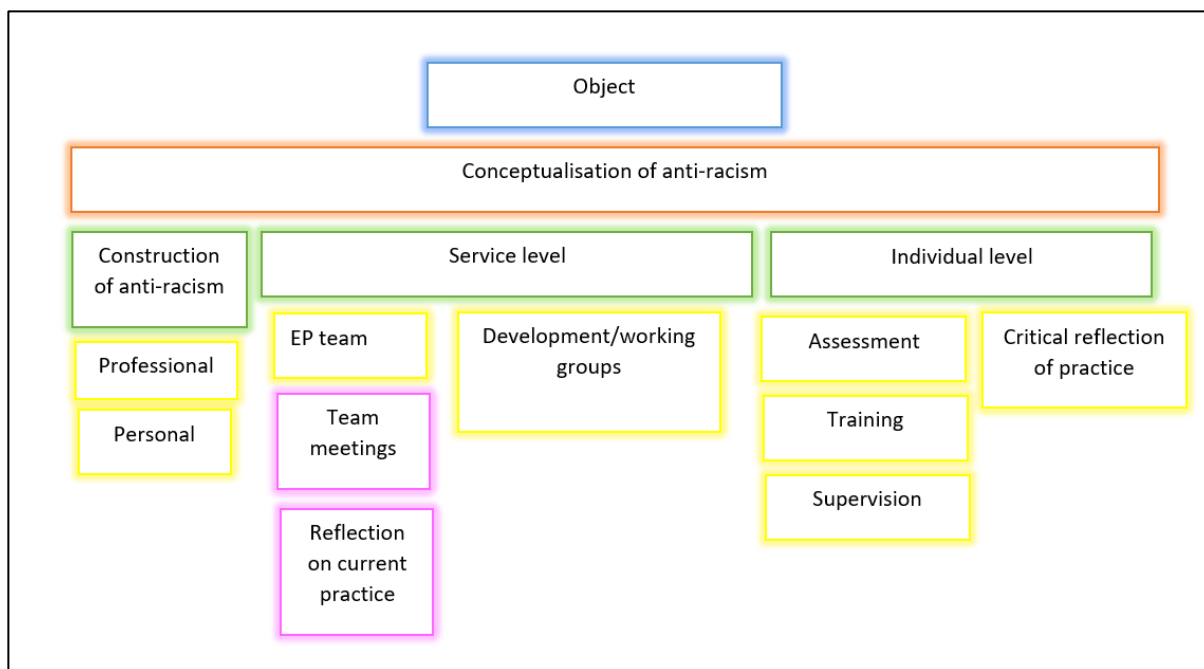 Object
Conceptualisation of anti-racism
Construction
of anti-racism
Service level
Individual level
Professional
Personal
EP team
Team
meetings
Reflection
on current
practice
Development/working
groups
Assessment
Training
Supervision
Critical reflection
of practice